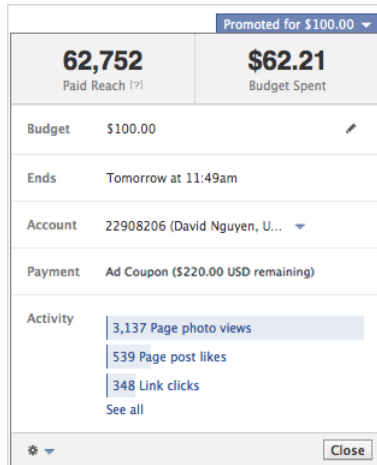 Promoted for $100.00
62,752 $62.21
Paid Reach [?] Budget Spent
Budget $100.00
Ends Tomorrow at 11:49am
Account 22908206 (David Nguyen, U...
Payment Ad Coupon ($220.00 USD remaining)
Activity
3,137 Page photo views
539 Page post likes
348 Link clicks
See all
Close